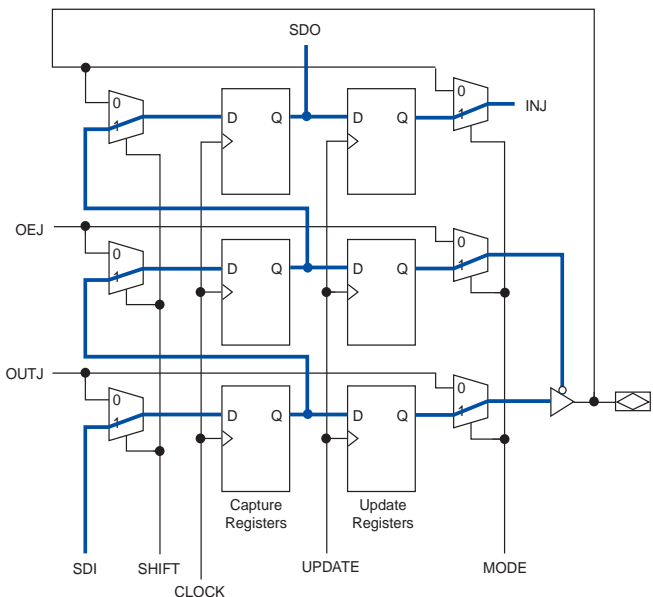 SDO
0
1
D Q
D Q
0
1
INJ
OEJ
0
1
D Q
D Q
0
1
OUTJ
0
1
D Q
D Q
0
1
Capture
Registers
Update
Registers
SDI
SHIFT
CLOCK
UPDATE
MODE